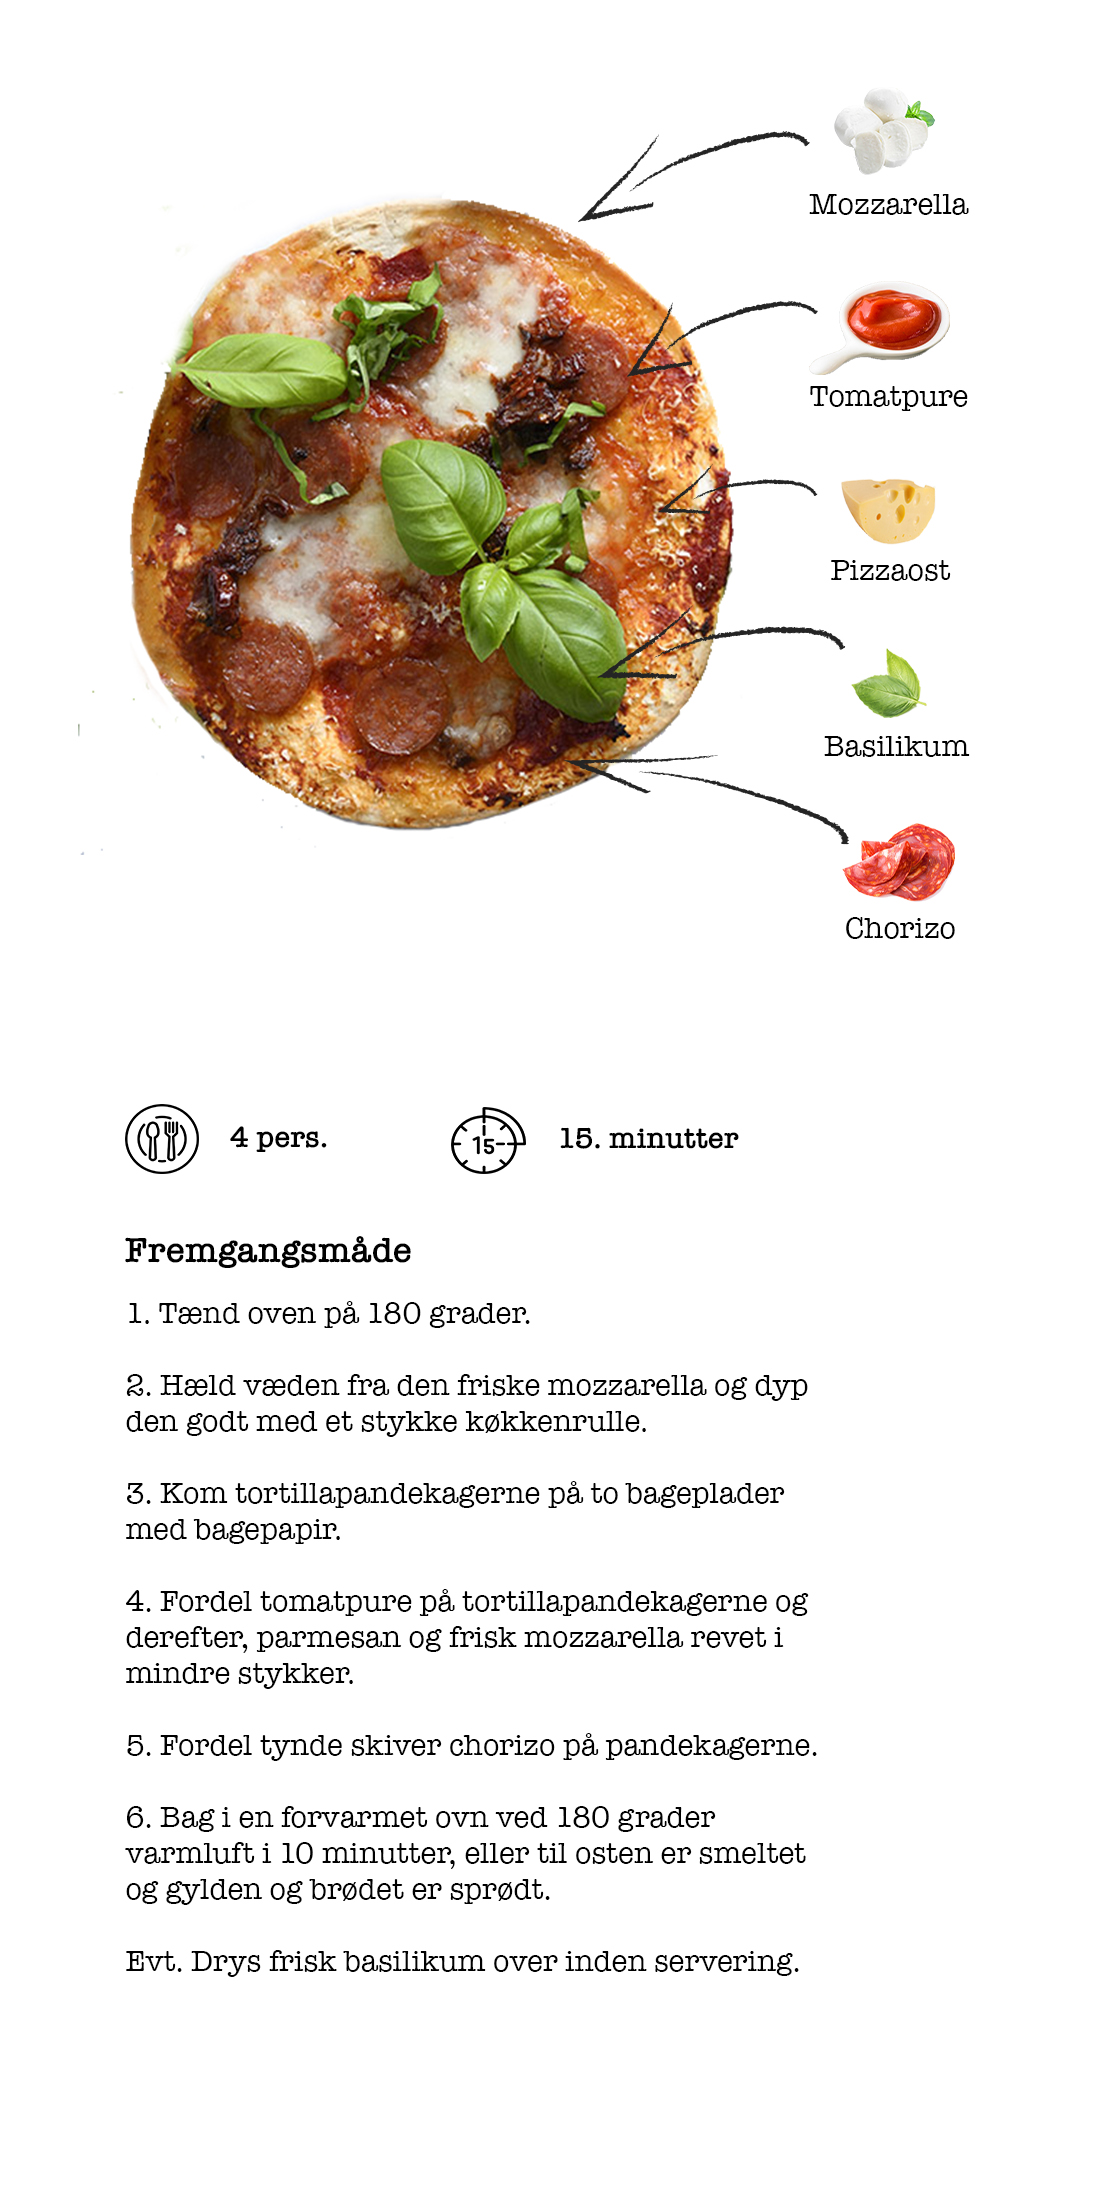 Mozzarella
Tomatpure
Pizzaost
Basilikum
Chorizo
4 pers.
15
15. minutter
Fremgangsmåde
1. Tænd oven på 180 grader.
2. Hæld væden fra den friske mozzarella og dyp
den godt med et stykke køkkenrulle.
3. Kom tortillapandekagerne på to bageplader
med bagepapir.
4. Fordel tomatpure på tortillapandekagerne og
derefter, parmesan og frisk mozzarella revet i
mindre stykker.
5. Fordel tynde skiver chorizo på pandekagerne.
6. Bag i en forvarmet ovn ved 180 grader
varmluft i 10 minutter, eller til osten er smeltet
og gylden og brødet er sprødt.
Evt. Drys frisk basilikum over inden servering.